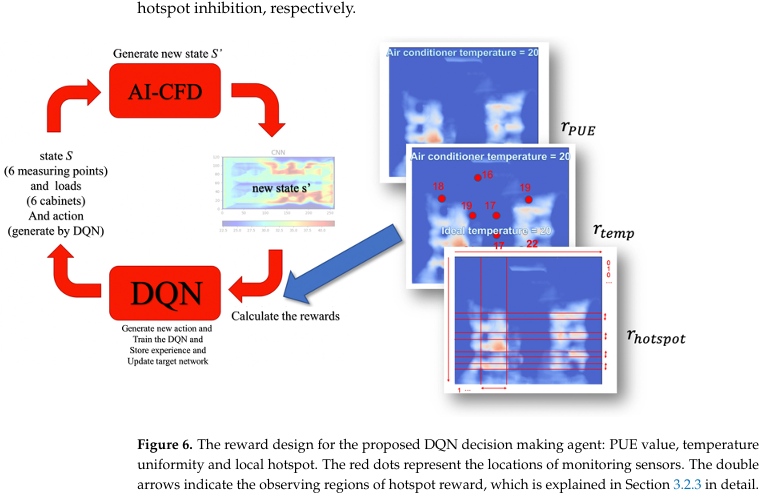 hotspot inhibition, respectively.
Generate new state S’
AI-CFD
state S
(6 measuring points)
and loads
(6 cabinets)
And action
(generate by DQN)
CNN
new state s’
DQN
Generate new action and
Train the DQN and
Store experience and
Update target network
Calculate the rewards
Air conditioner temperature = 20
r_PUE
Air conditioner temperature = 20
16
18
19
19
17
Ideal temperature = 20
17
22
r_temp
0
1
0
...
1 ...
r_hotspot
Figure 6. The reward design for the proposed DQN decision making agent: PUE value, temperature
uniformity and local hotspot. The red dots represent the locations of monitoring sensors. The double
arrows indicate the observing regions of hotspot reward, which is explained in Section 3.2.3 in detail.